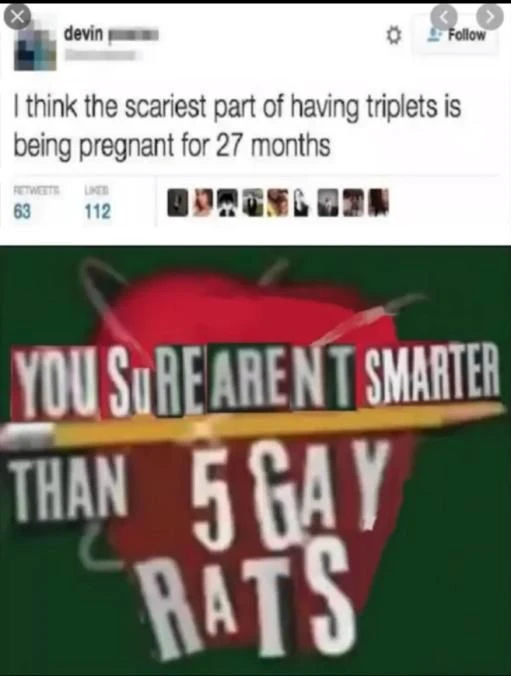 devin
Follow
I think the scariest part of having triplets is
being pregnant for 27 months
RETWEETS LIKES
63 112
YOU SuRE ARENT SMARTER
THAN 5 GAY
RATS